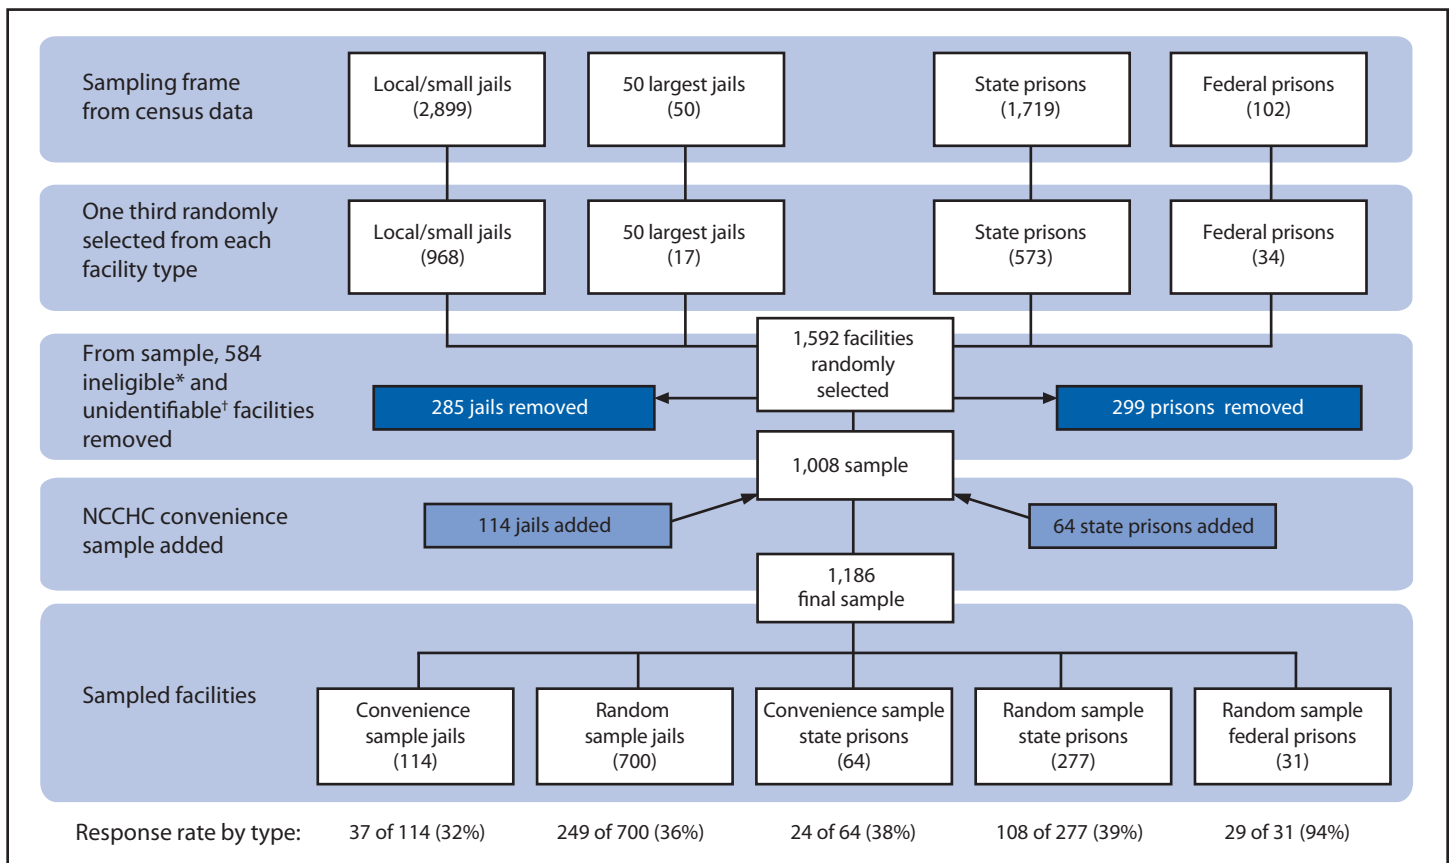 Sampling frame
from census data
Local/small jails
(2,899)
50 largest jails
(50)
State prisons
(1,719)
Federal prisons
(102)
One third randomly
selected from each
facility type
Local/small jails
(968)
50 largest jails
(17)
State prisons
(573)
Federal prisons
(34)
From sample, 584
ineligible* and
unidentifiable† facilities
removed
1,592 facilities
randomly
selected
285 jails removed
299 prisons removed
1,008 sample
NCCHC convenience
sample added
114 jails added
64 state prisons added
1,186
final sample
Sampled facilities
Convenience
sample jails
(114)
Random
sample jails
(700)
Convenience sample
state prisons
(64)
Random sample
state prisons
(277)
Random sample
federal prisons
(31)
Response rate by type: 37 of 114 (32%) 249 of 700 (36%) 24 of 64 (38%) 108 of 277 (39%) 29 of 31 (94%)